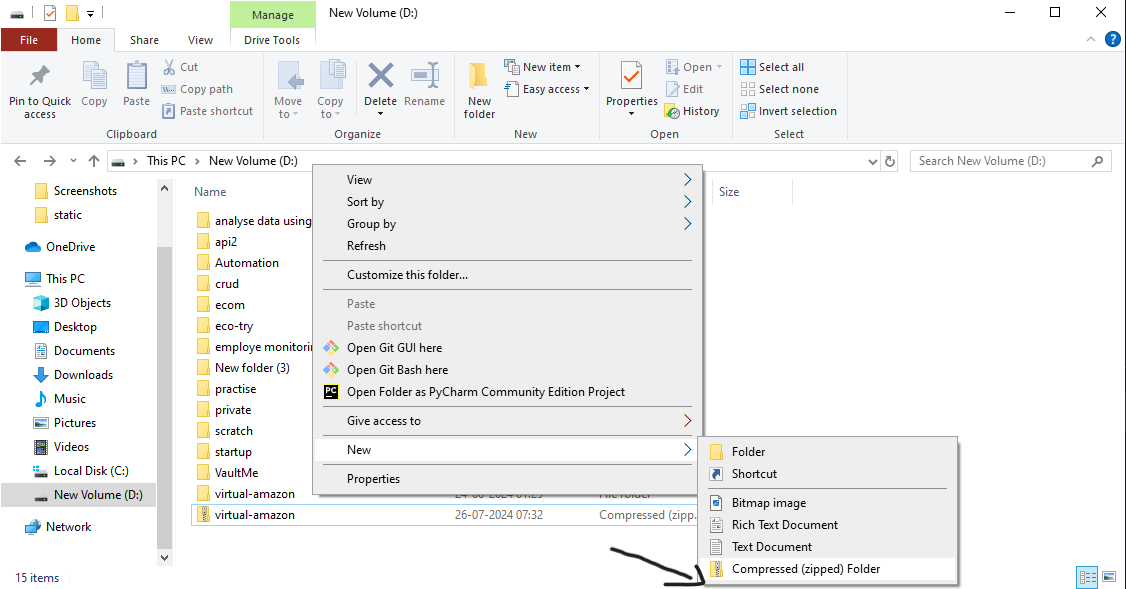 Manage
New Volume (D:)
File
Home
Share
View
Drive Tools
Pin to Quick access
Copy
Paste
Cut
Copy path
Paste shortcut
Clipboard
Move to
Copy to
Delete
Rename
Organize
New folder
New item
Easy access
New
Properties
Open
Edit
History
Open
Select all
Select none
Invert selection
Select
This PC > New Volume (D:)
Search New Volume (D:)
Screenshots
static
OneDrive
This PC
3D Objects
Desktop
Documents
Downloads
Music
Pictures
Videos
Local Disk (C:)
New Volume (D:)
Network
Name
Size
analyse data using
api2
Automation
crud
ecom
eco-try
employe monitorin
New folder (3)
practise
private
scratch
startup
VaultMe
virtual-amazon
virtual-amazon
26-07-2024 07:32
Compressed (zipp...
View
Sort by
Group by
Refresh
Customize this folder...
Paste
Paste shortcut
Open Git GUI here
Open Git Bash here
PC
Open Folder as PyCharm Community Edition Project
Give access to
New
Properties
Folder
Shortcut
Bitmap image
Rich Text Document
Text Document
Compressed (zipped) Folder
15 items